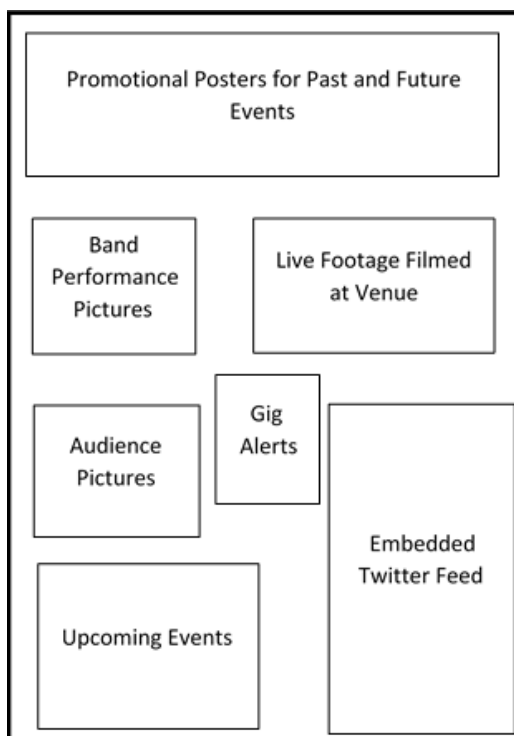 Promotional Posters for Past and Future
Events
Band
Performance
Pictures
Live Footage Filmed
at Venue
Gig
Alerts
Audience
Pictures
Embedded
Twitter Feed
Upcoming Events